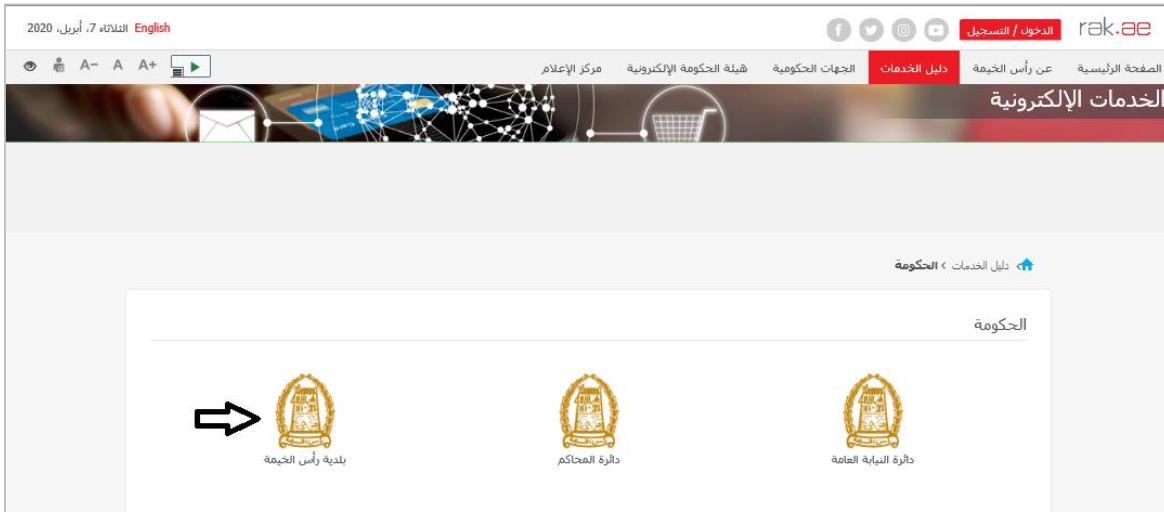 rak.ae
الدخول / التسجيل
English الثلاثاء 7، أبريل، 2020
الصفحة الرئيسية
عن رأس الخيمة
دليل الخدمات
الجهات الحكومية
هيئة الحكومة الإلكترونية
مركز الإعلام
A+ A A-
الخدمات الإلكترونية
دليل الخدمات › الحكومة
الحكومة
دائرة النيابة العامة
دائرة المحاكم
بلدية رأس الخيمة